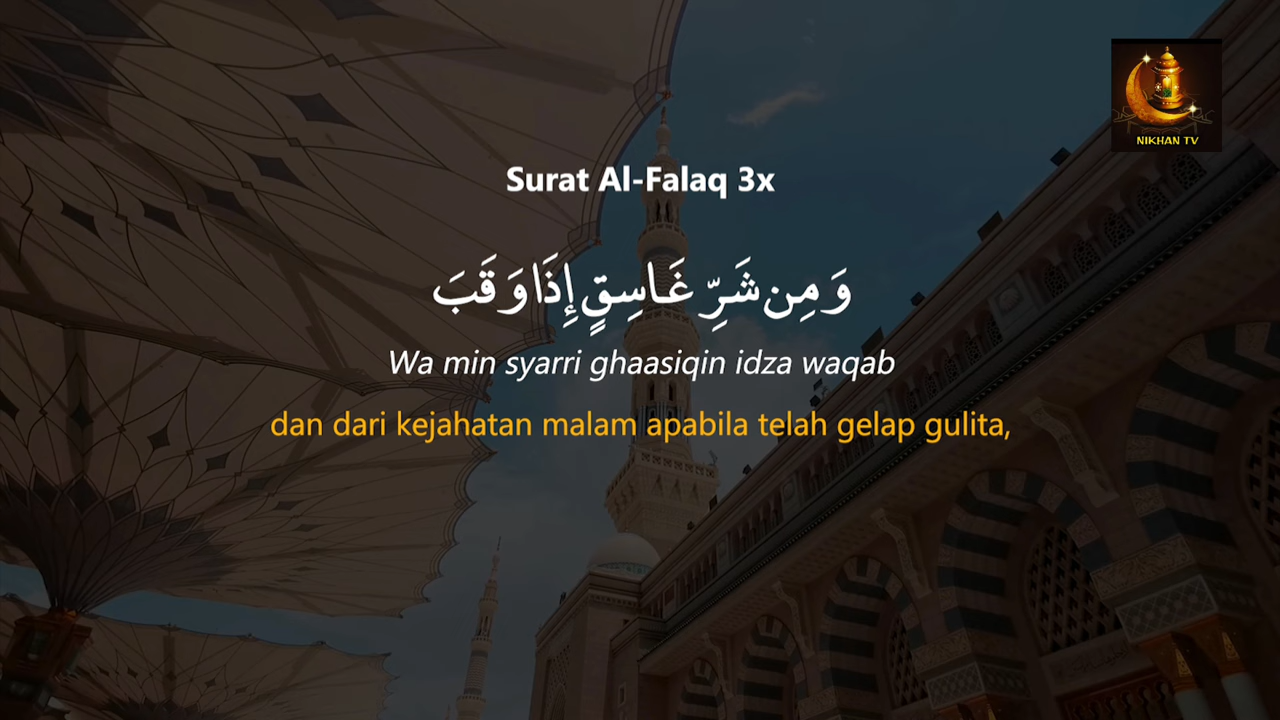 NIKHAN TV
Surat Al-Falaq 3x
وَمِن شَرِّ غَاسِقٍ إِذَا وَقَبَ
Wa min syarri ghaasiqin idza waqab
dan dari kejahatan malam apabila telah gelap gulita,